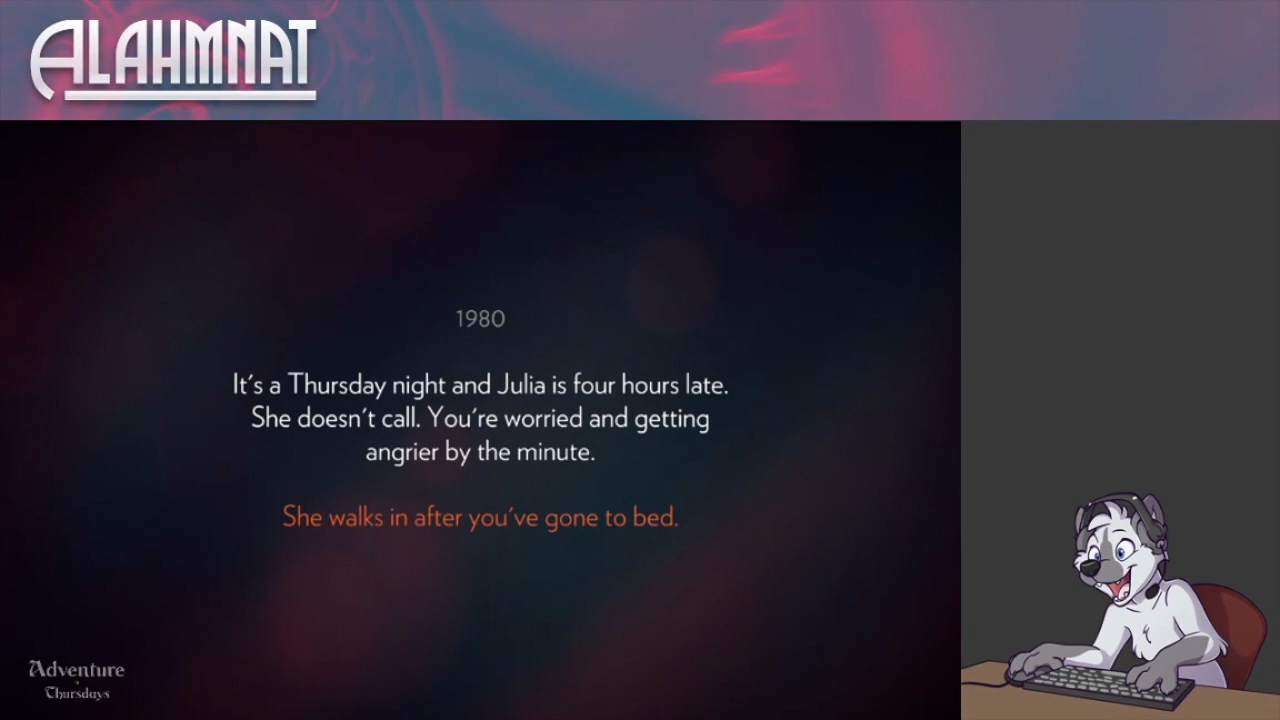 ALAHMNAT
1980
It's a Thursday night and Julia is four hours late.
She doesn't call. You're worried and getting
angrier by the minute.
She walks in after you've gone to bed.
Adventure
Thursdays